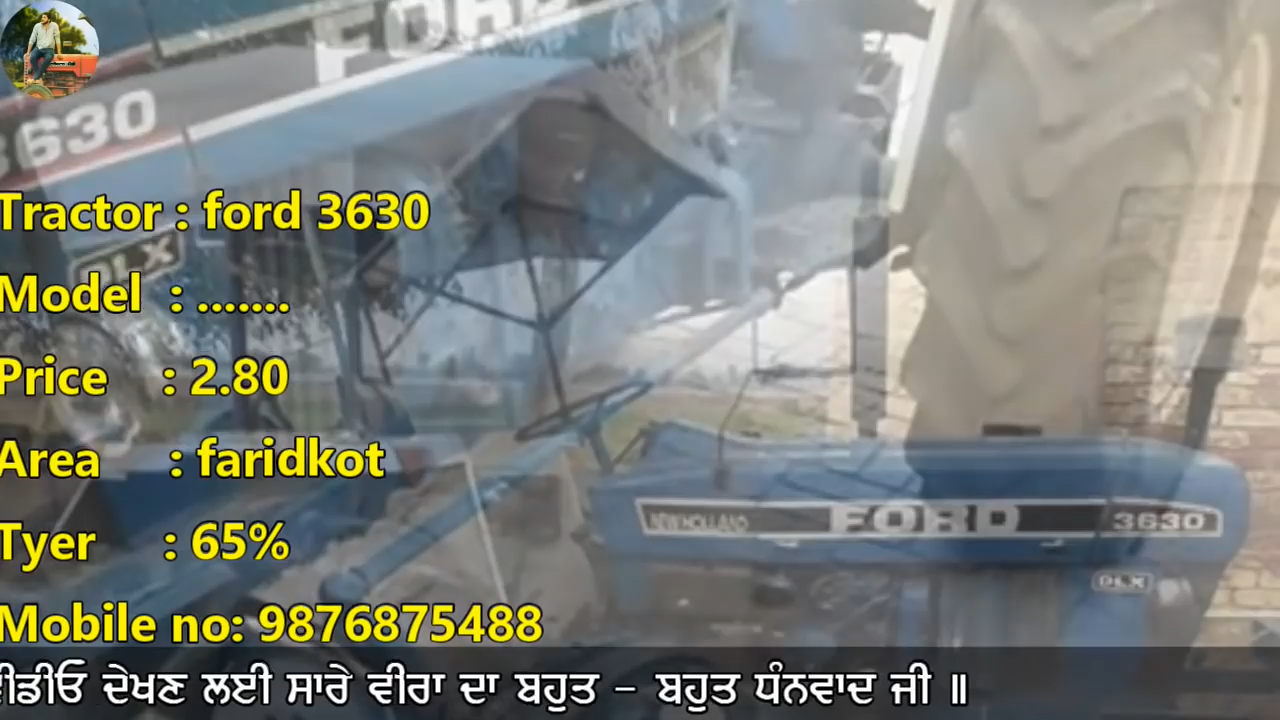 FORD
3630
Tractor : ford 3630
DLX
Model : .......
Price : 2.80
Area : faridkot
NEW HOLLAND FORD 3630
Tyer : 65%
DLX
Mobile no: 9876875488
ਵੀਡੀਓ ਦੇਖਣ ਲਈ ਸਾਰੇ ਵੀਰਾ ਦਾ ਬਹੁਤ – ਬਹੁਤ ਧੰਨਵਾਦ ਜੀ ॥